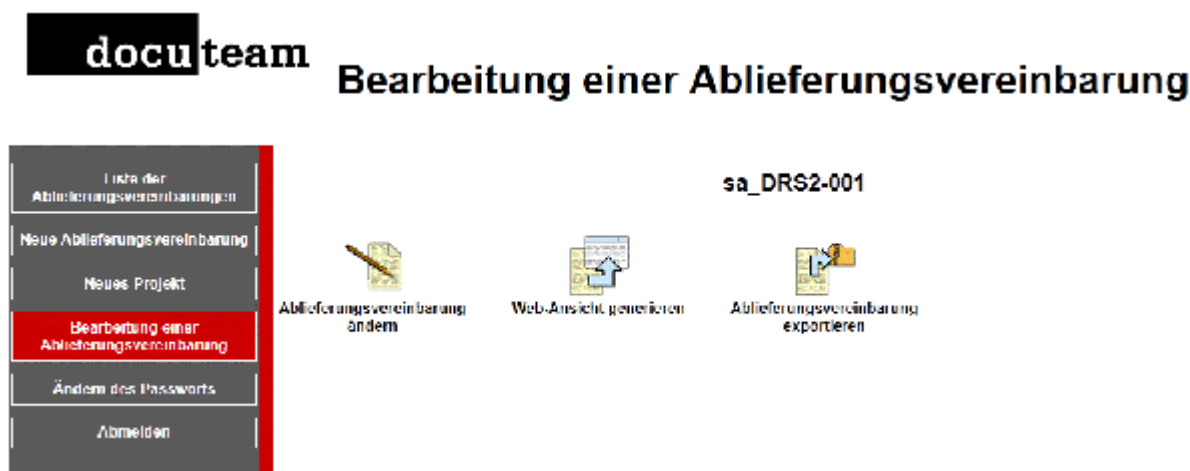 docuteam
Bearbeitung einer Ablieferungsvereinbarung
Liste der
Ablieferungsvereinbarungen
Neue Ablieferungsvereinbarung
Neues Projekt
Bearbeitung einer
Ablieferungsvereinbarung
Ändern des Passworts
Abmelden
sa_DRS2-001
Ablieferungsvereinbarung
ändern
Web-Ansicht generieren
Ablieferungsvereinbarung
exportieren